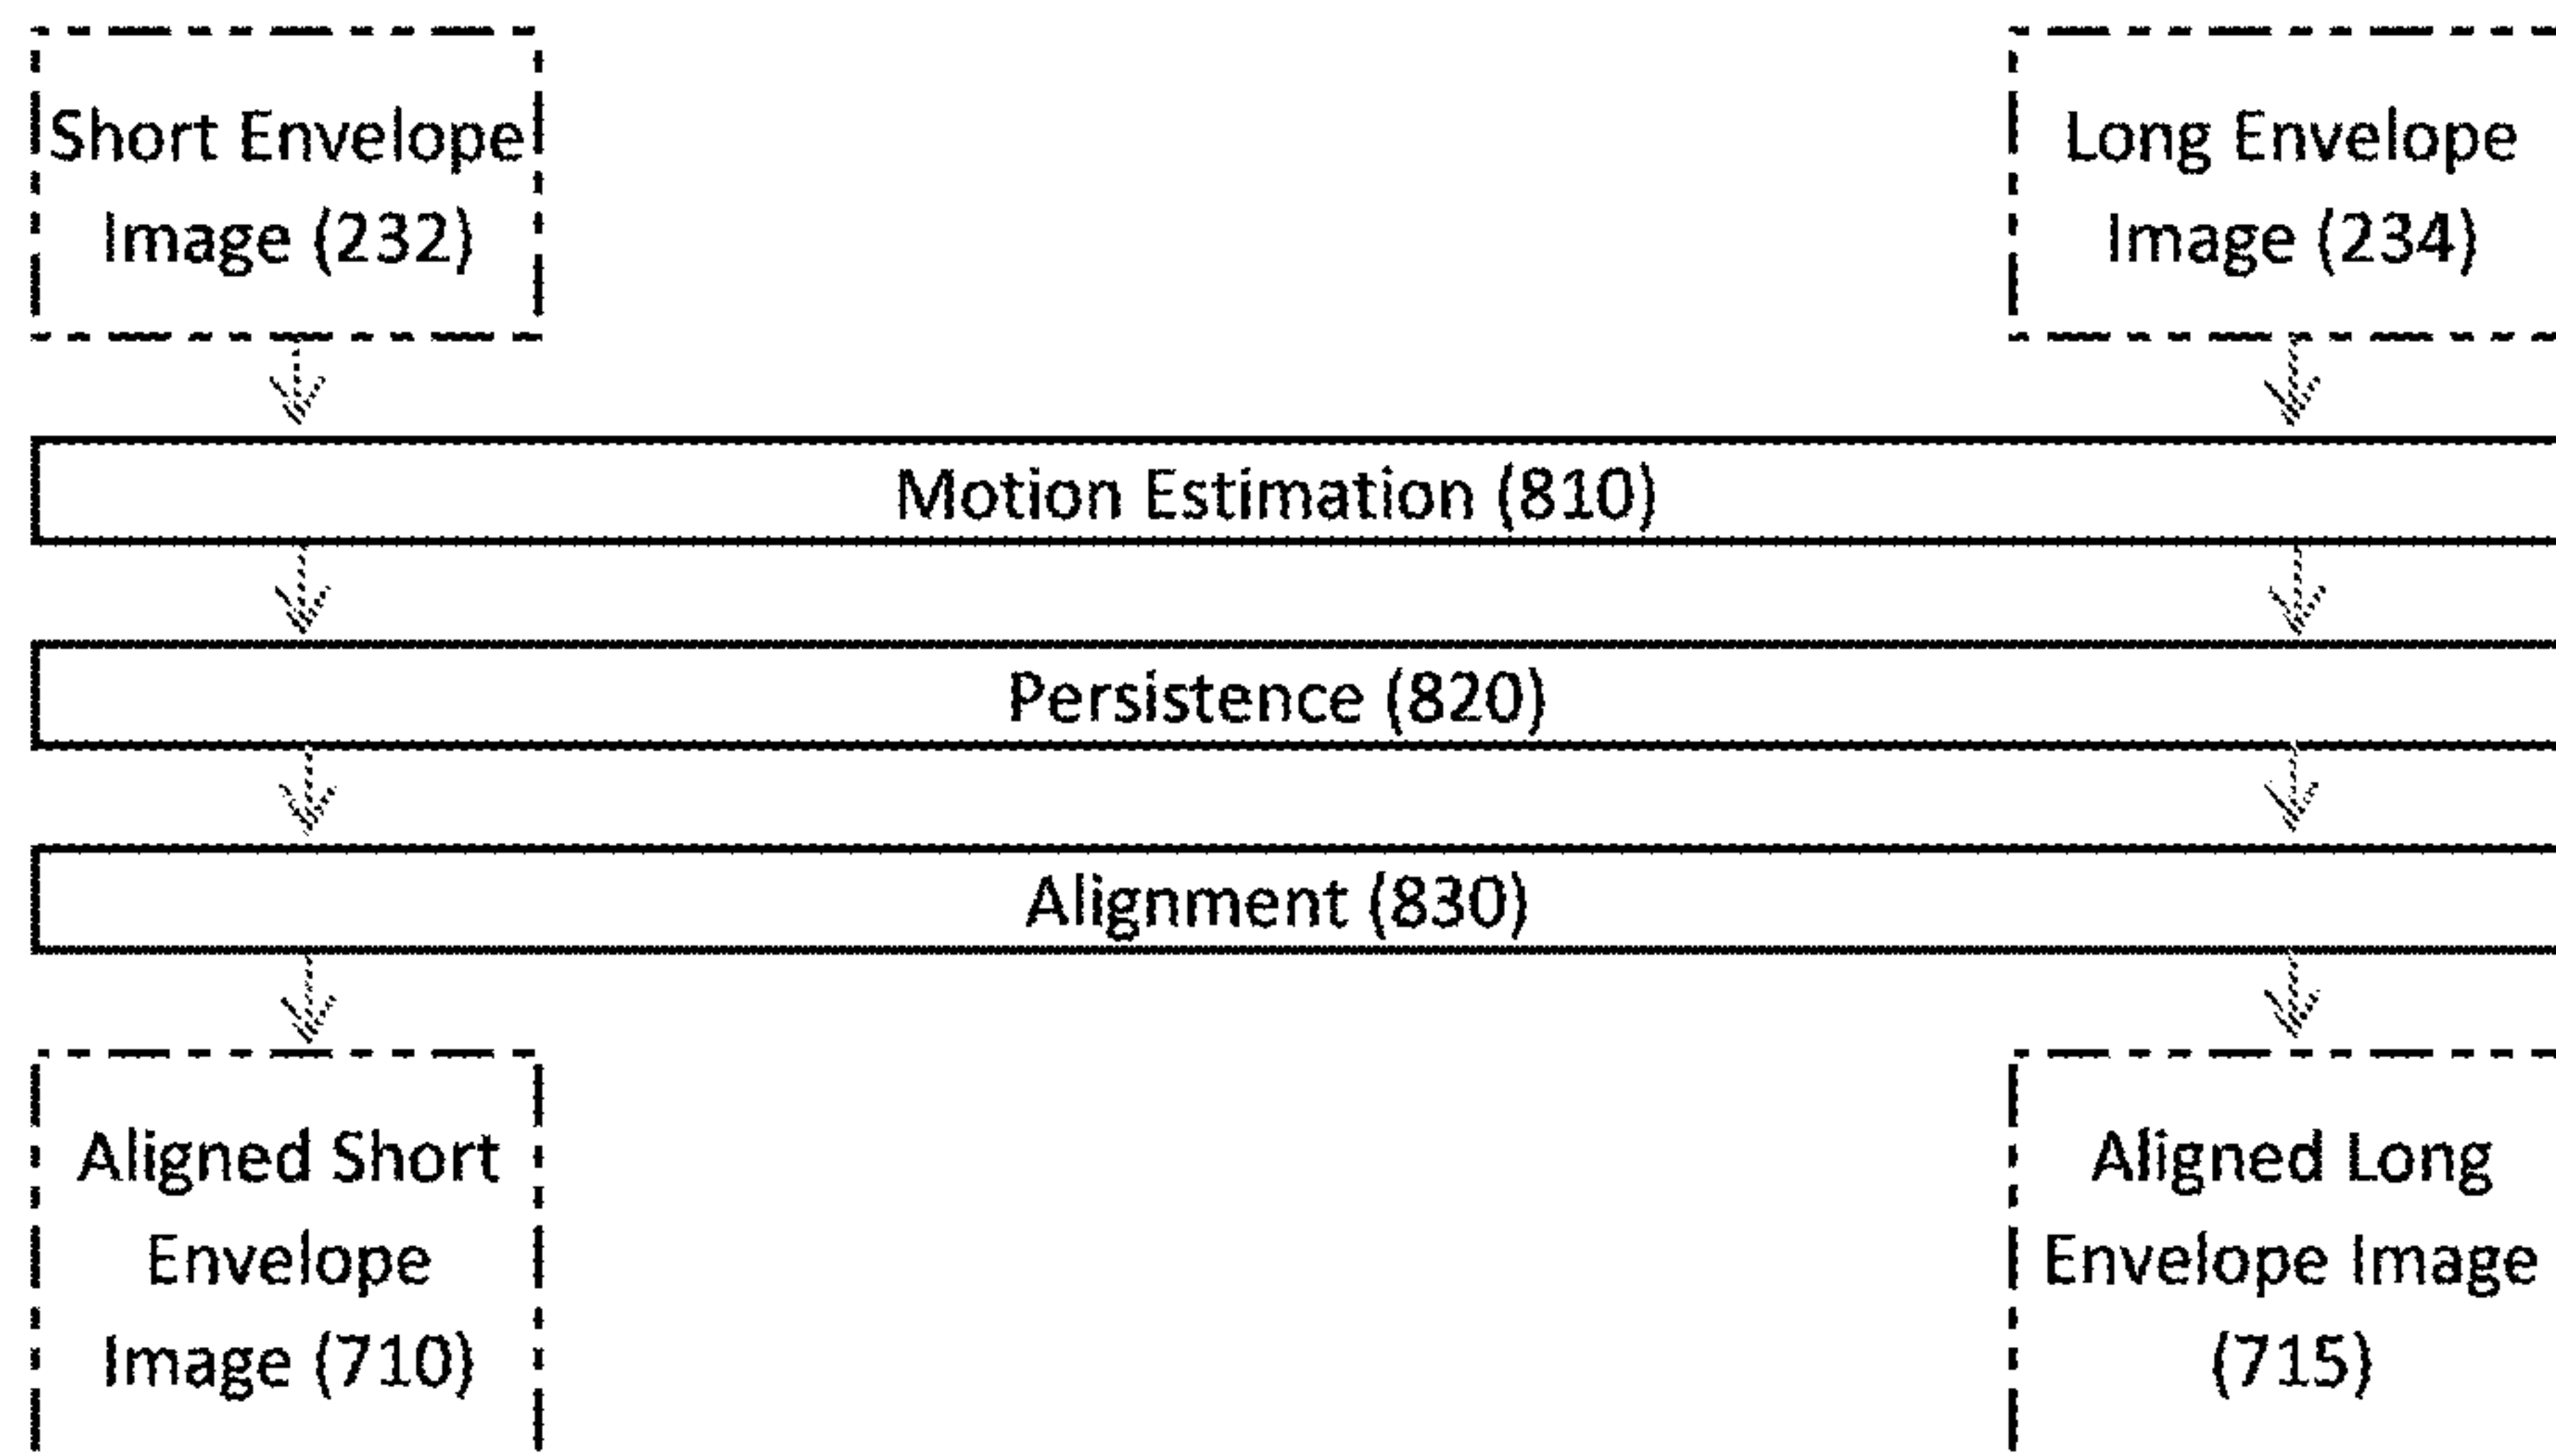 Short Envelope
Image (232)
Long Envelope
Image (234)
Motion Estimation (810)
Persistence (820)
Alignment (830)
Aligned Short
Envelope
Image (710)
Aligned Long
Envelope Image
(715)